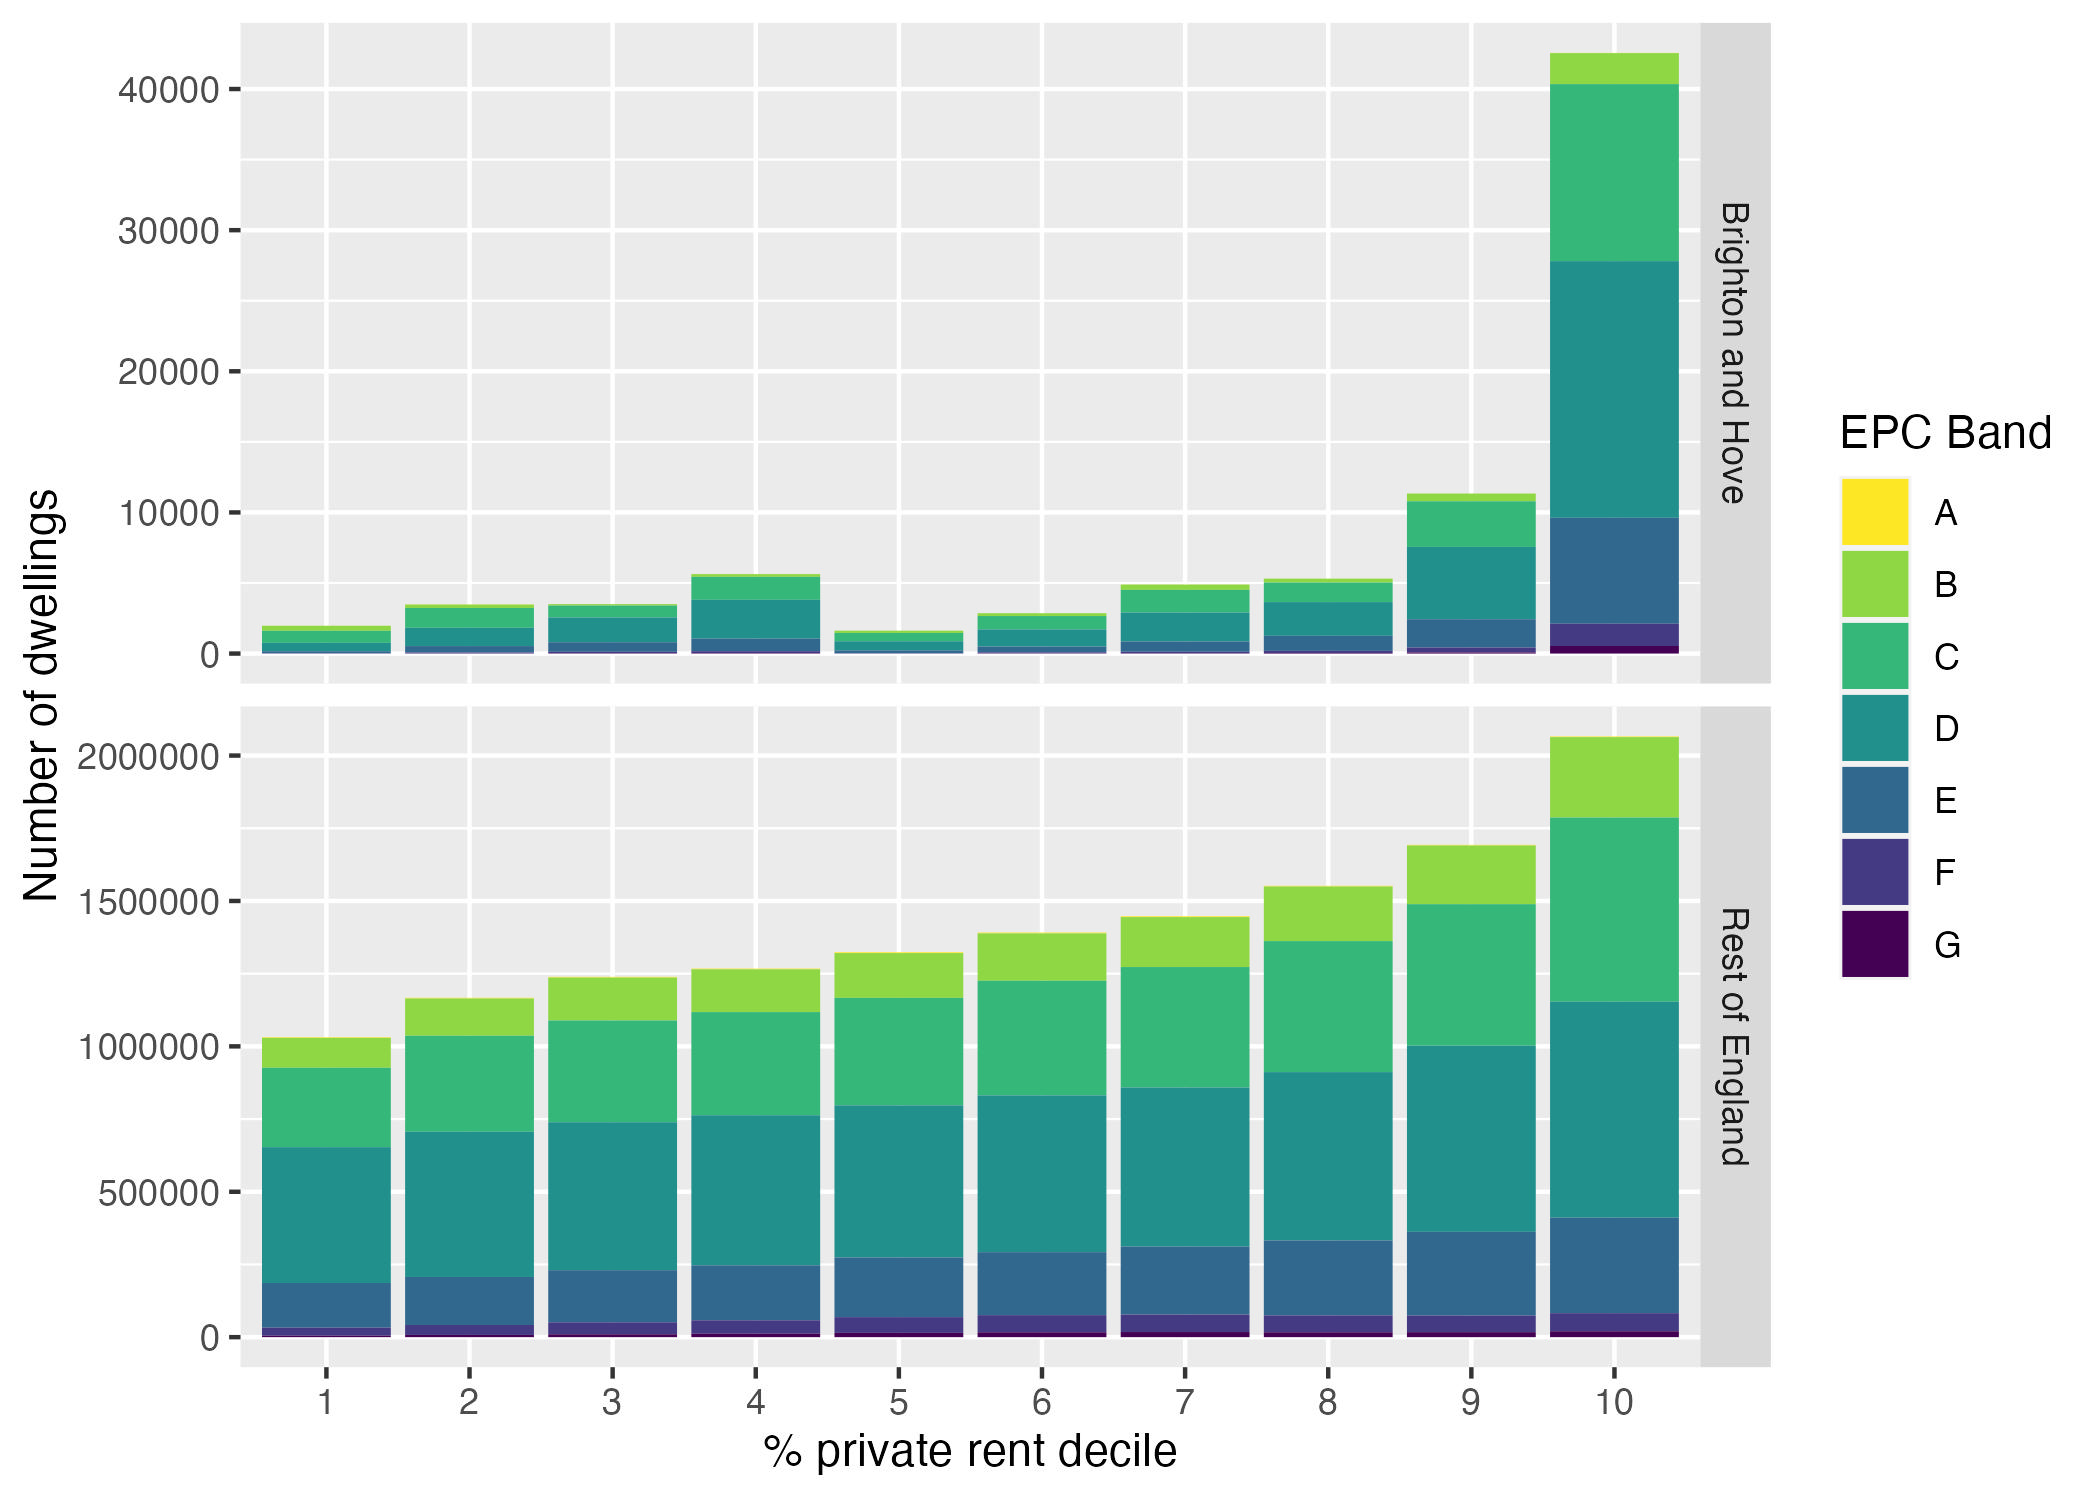 Number of dwellings
40000
30000
20000
10000
0
Brighton and Hove
2000000
1500000
1000000
500000
0
Rest of England
1 2 3 4 5 6 7 8 9 10
% private rent decile
EPC Band
A
B
C
D
E
F
G